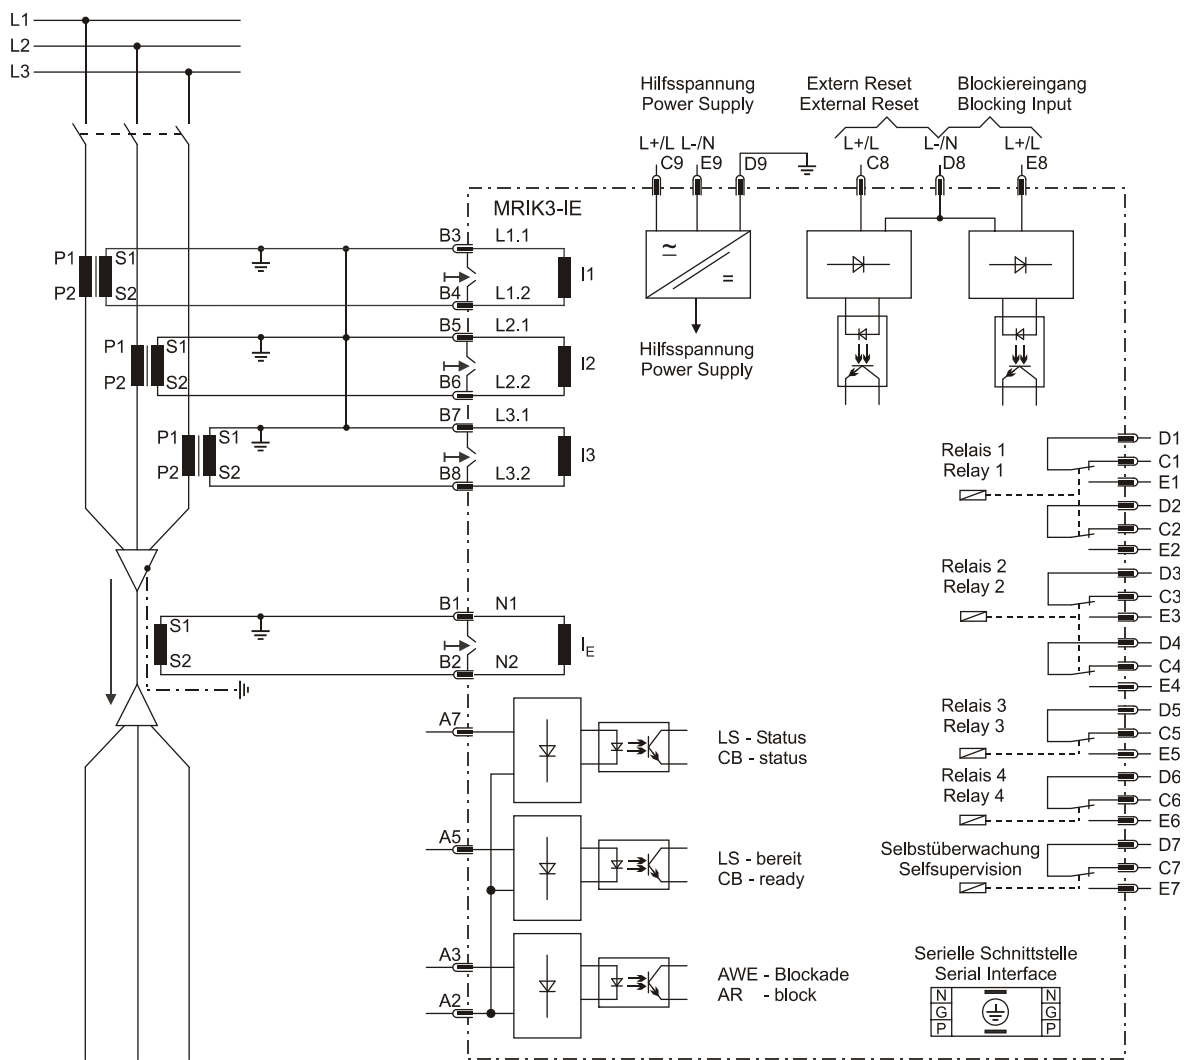 L1
L2
L3
Hilfsspannung
Power Supply
Extern Reset
External Reset
Blockiereingang
Blocking Input
L+/L L-/N
C9 E9 D9
L+/L L-/N L+/L
C8 D8 E8
MRIK3-IE
P1 S1
P2 S2
B3 L1.1
I1
B4 L1.2
P1 S1
P2 S2
B5 L2.1
I2
B6 L2.2
P1 S1
P2 S2
B7 L3.1
I3
B8 L3.2
≃
=
Hilfsspannung
Power Supply
Relais 1
Relay 1
D1
C1
E1
D2
C2
E2
Relais 2
Relay 2
D3
C3
E3
D4
C4
E4
S1
S2
B1 N1
IE
B2 N2
Relais 3
Relay 3
D5
C5
E5
Relais 4
Relay 4
D6
C6
E6
Selbstüberwachung
Selfsupervision
D7
C7
E7
A7
LS - Status
CB - status
A5
LS - bereit
CB - ready
A3
A2
AWE - Blockade
AR - block
Serielle Schnittstelle
Serial Interface
N N
G G
P P